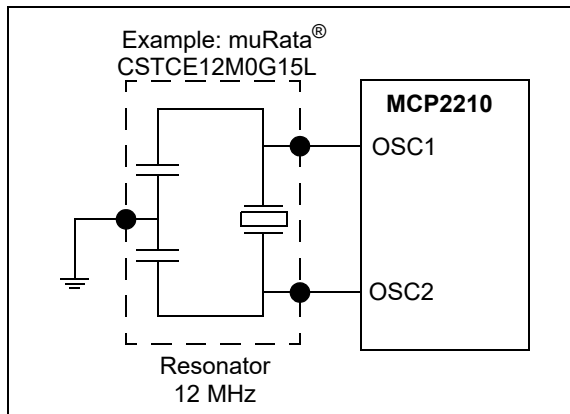 Example: muRata®
CSTCE12M0G15L
MCP2210
OSC1
OSC2
Resonator
12 MHz